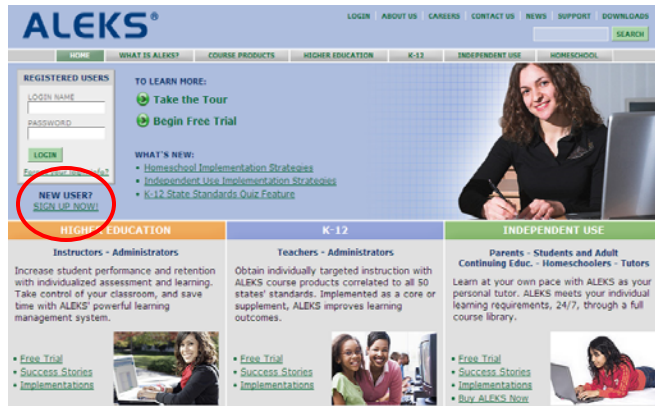 ALEKS®
LOGIN ABOUT US CAREERS CONTACT US NEWS SUPPORT DOWNLOADS
SEARCH
HOME WHAT IS ALEKS? COURSE PRODUCTS HIGHER EDUCATION K-12 INDEPENDENT USE HOMESCHOOL
REGISTERED USERS
LOGIN NAME
PASSWORD
LOGIN
Forgot your login info?
NEW USER?
SIGN UP NOW!
TO LEARN MORE:
Take the Tour
Begin Free Trial
WHAT'S NEW:
• Homeschool Implementation Strategies
• Independent Use Implementation Strategies
• K-12 State Standards Quiz Feature
HIGHER EDUCATION
Instructors - Administrators
Increase student performance and retention
with individualized assessment and learning.
Take control of your classroom, and save
time with ALEKS' powerful learning
management system.
• Free Trial
• Success Stories
• Implementations
K-12
Teachers - Administrators
Obtain individually targeted instruction with
ALEKS course products correlated to all 50
states' standards. Implemented as a core or
supplement, ALEKS improves learning
outcomes.
• Free Trial
• Success Stories
• Implementations
INDEPENDENT USE
Parents - Students and Adult
Continuing Educ. - Homeschoolers - Tutors
Learn at your own pace with ALEKS as your
personal tutor. ALEKS meets your individual
learning requirements, 24/7, through a full
course library.
• Free Trial
• Success Stories
• Implementations
• Buy ALEKS Now